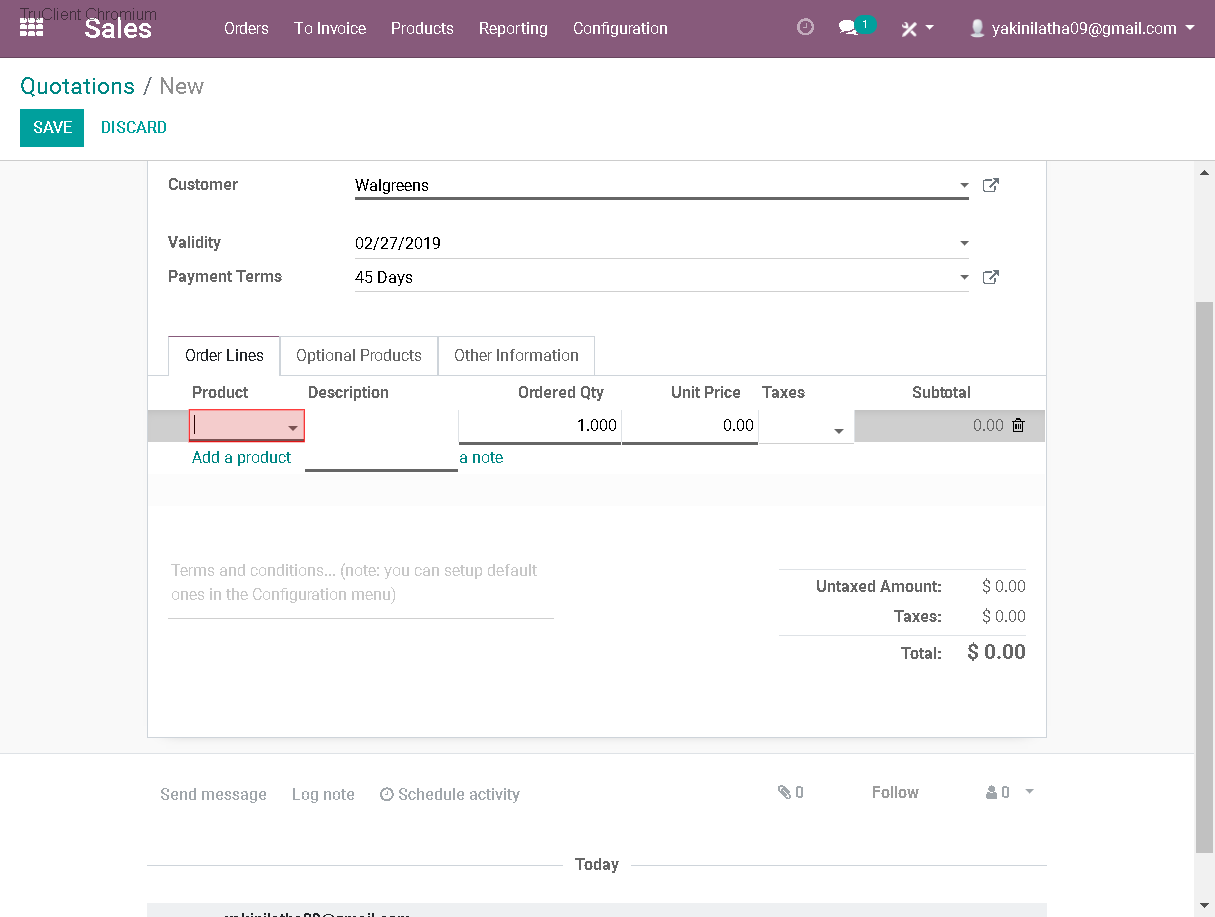 TruClient Chromium
Sales Orders To Invoice Products Reporting Configuration 1 yakinilatha09@gmail.com
Quotations / New
SAVE DISCARD
Customer Walgreens
Validity 02/27/2019
Payment Terms 45 Days
Order Lines Optional Products Other Information
Product Description Ordered Qty Unit Price Taxes Subtotal
1.000 0.00 0.00
Add a product a note
Terms and conditions... (note: you can setup default
ones in the Configuration menu)
Untaxed Amount: $ 0.00
Taxes: $ 0.00
Total: $ 0.00
Send message Log note Schedule activity 0 Follow 0
Today
yakinilatha09@gmail.com